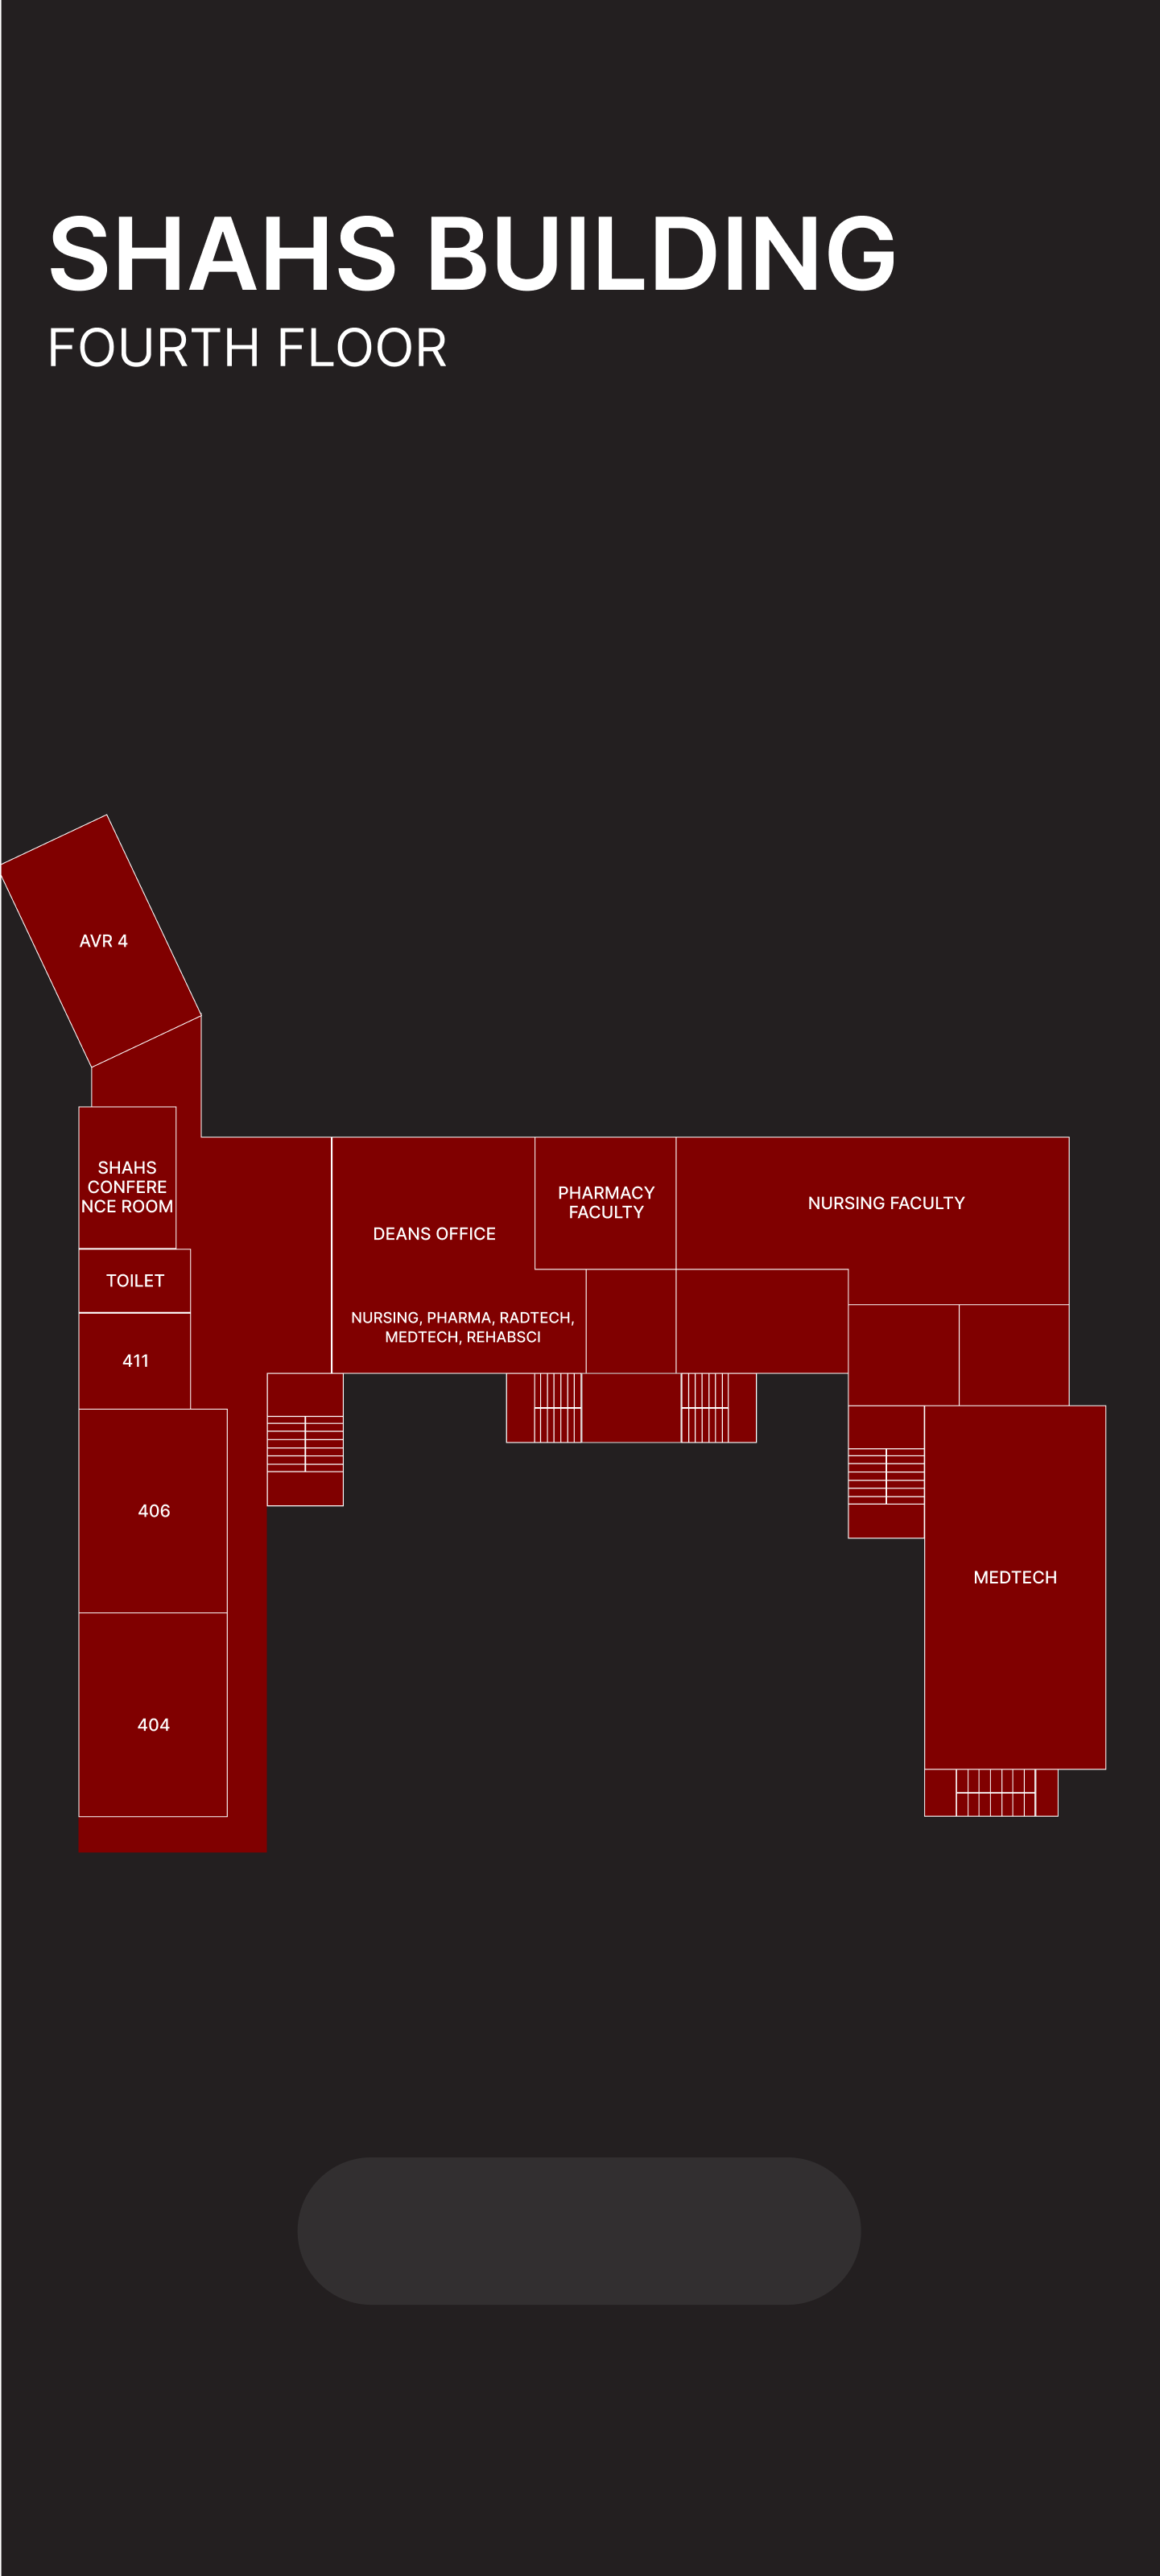 SHAHS BUILDING
FOURTH FLOOR
AVR 4
SHAHS
CONFERE
NCE ROOM
TOILET
411
406
404
DEANS OFFICE
NURSING, PHARMA, RADTECH,
MEDTECH, REHABSCI
PHARMACY
FACULTY
NURSING FACULTY
MEDTECH